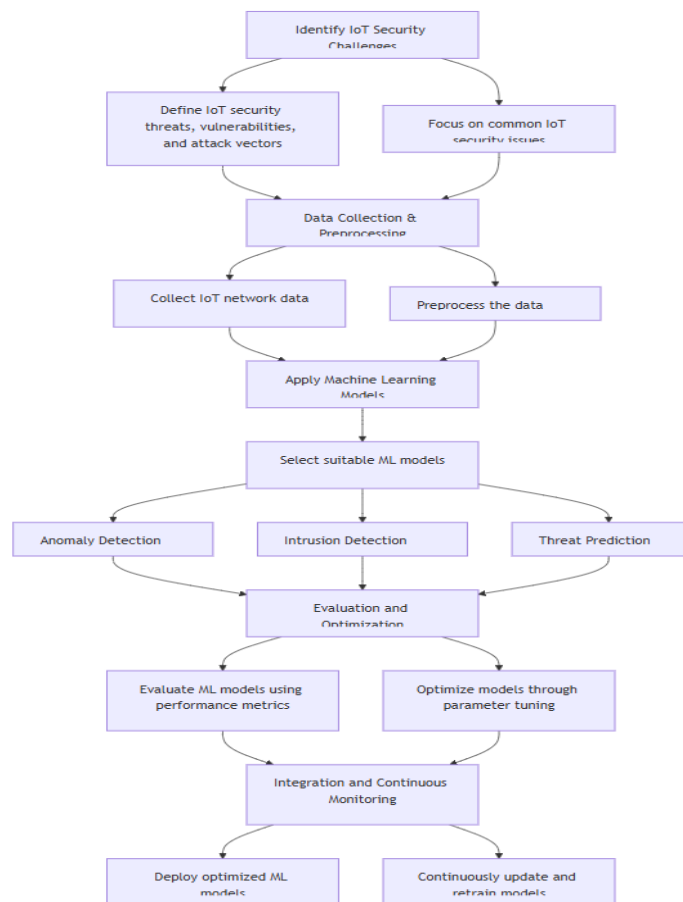 Identify IoT Security
Challenges
Define IoT security
threats, vulnerabilities,
and attack vectors
Focus on common IoT
security issues
Data Collection &
Preprocessing
Collect IoT network data
Preprocess the data
Apply Machine Learning
Models
Select suitable ML models
Anomaly Detection
Intrusion Detection
Threat Prediction
Evaluation and
Optimization
Evaluate ML models using
performance metrics
Optimize models through
parameter tuning
Integration and Continuous
Monitoring
Deploy optimized ML
models
Continuously update and
retrain models